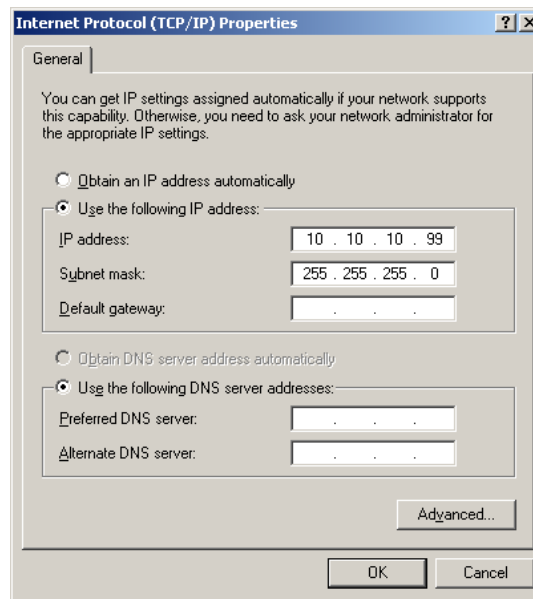 Internet Protocol (TCP/IP) Properties
General
You can get IP settings assigned automatically if your network supports
this capability. Otherwise, you need to ask your network administrator for
the appropriate IP settings.
Obtain an IP address automatically
Use the following IP address:
IP address: 10 . 10 . 10 . 99
Subnet mask: 255 . 255 . 255 . 0
Default gateway: . . .
Obtain DNS server address automatically
Use the following DNS server addresses:
Preferred DNS server: . . .
Alternate DNS server: . . .
Advanced...
OK Cancel